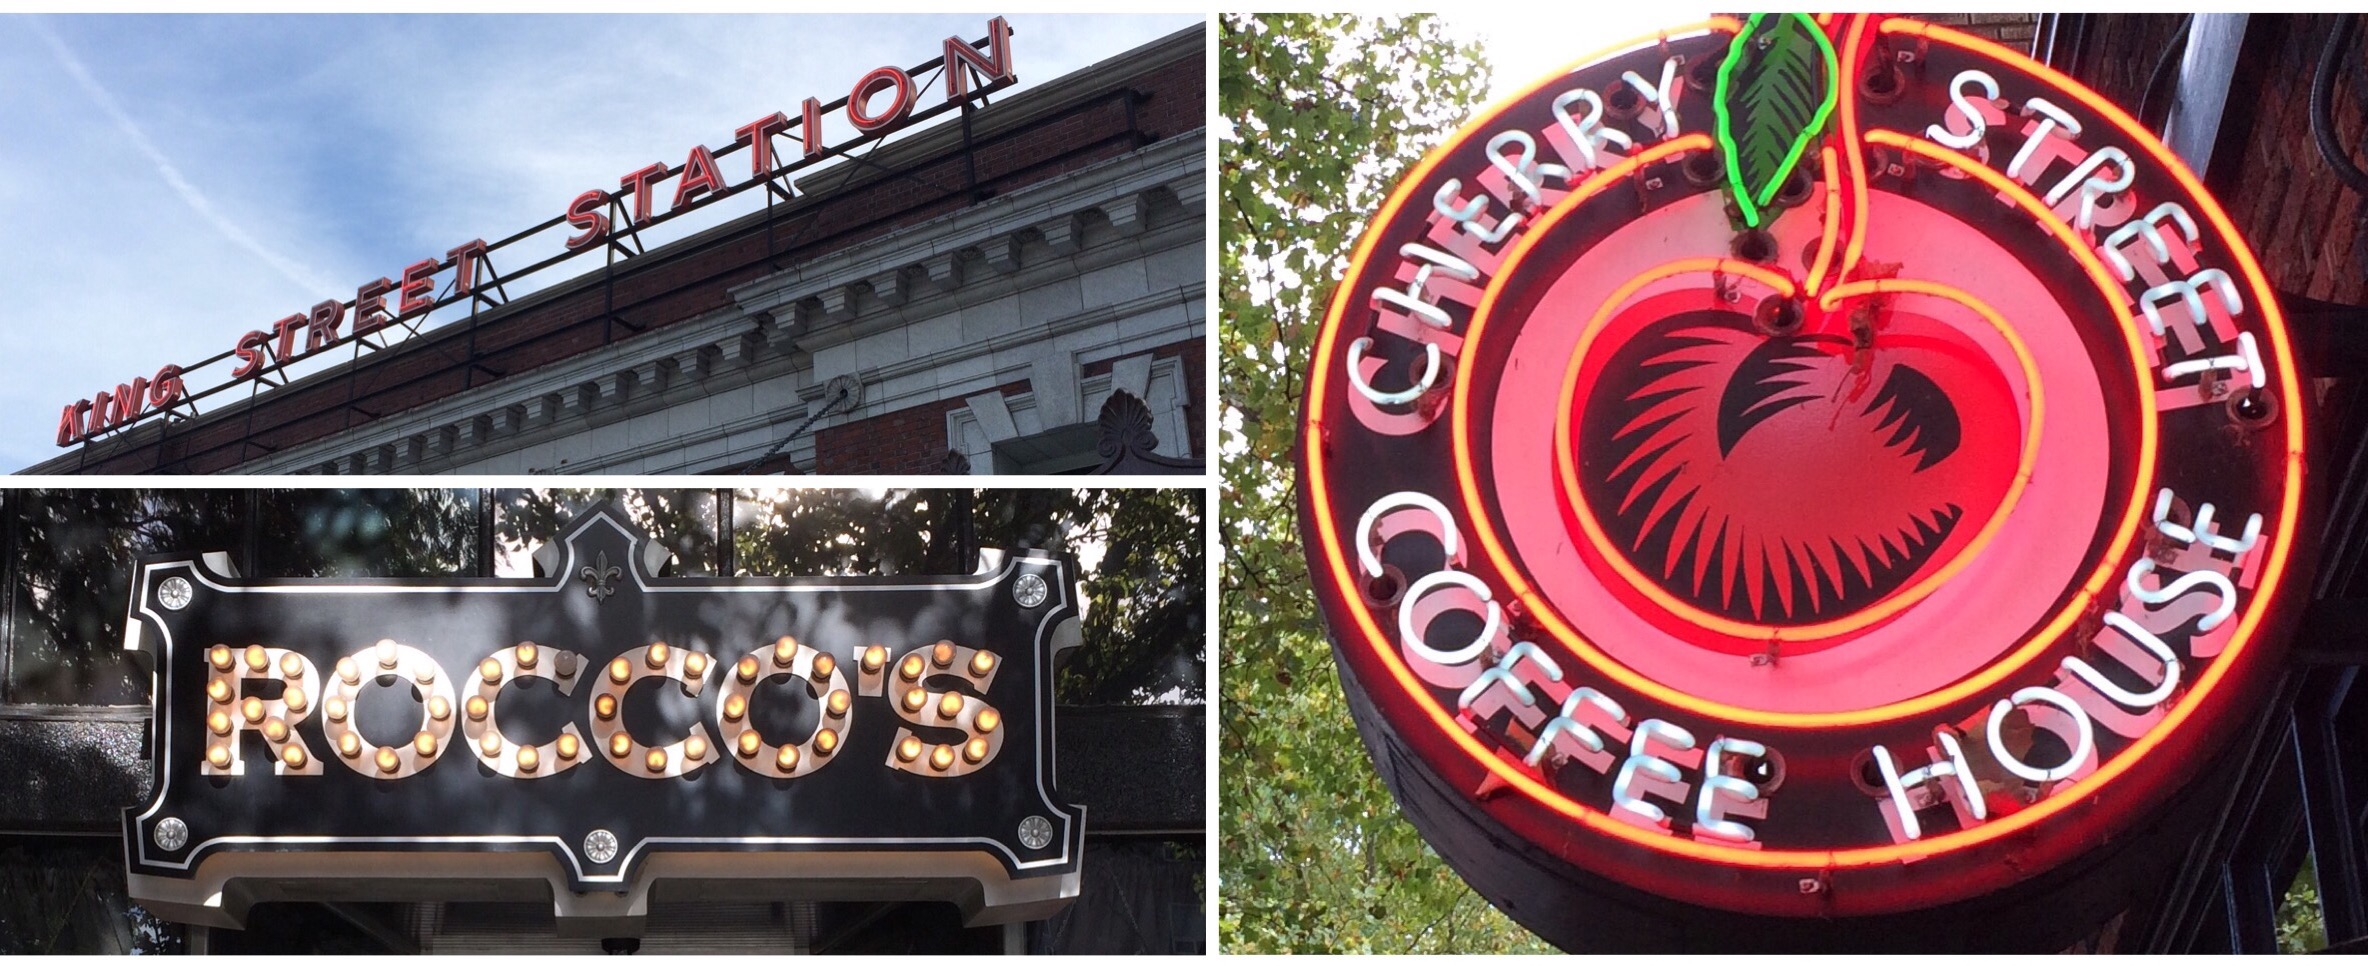 KING STREET STATION
ROCCO'S
CHERRY STREET
COFFEE HOUSE